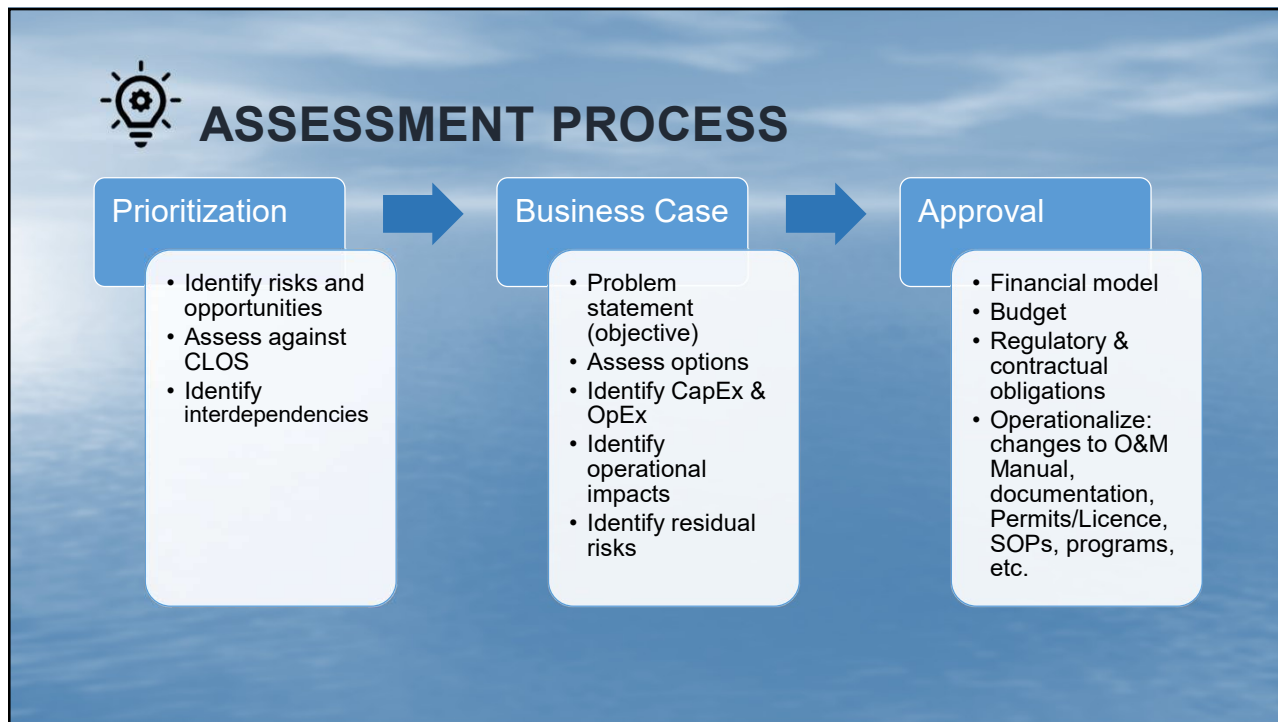 ASSESSMENT PROCESS
Prioritization
• Identify risks and
opportunities
• Assess against
CLOS
• Identify
interdependencies
Business Case
• Problem
statement
(objective)
• Assess options
• Identify CapEx &
OpEx
• Identify
operational
impacts
• Identify residual
risks
Approval
• Financial model
• Budget
• Regulatory &
contractual
obligations
• Operationalize:
changes to O&M
Manual,
documentation,
Permits/Licence,
SOPs, programs,
etc.